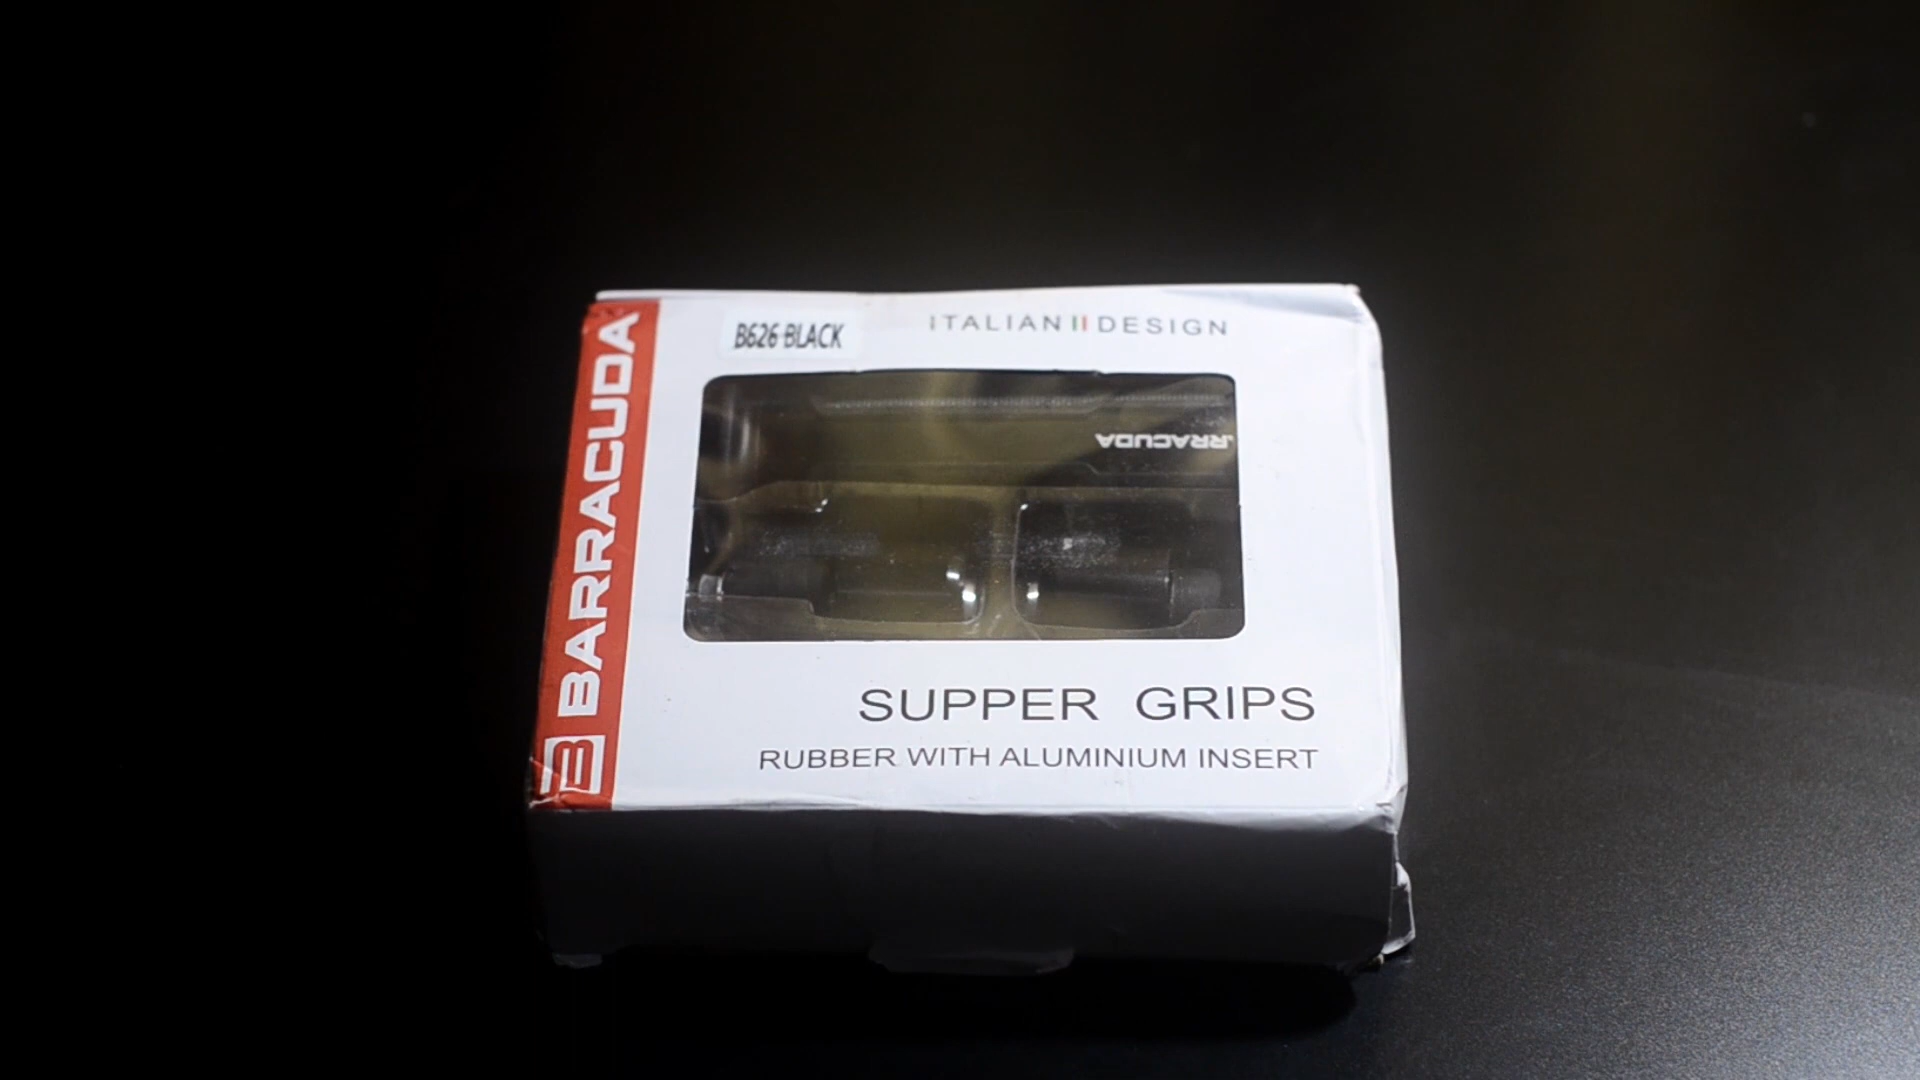 B626 BLACK
ITALIAN DESIGN
RRACUDA
BARRACUDA
SUPPER GRIPS
RUBBER WITH ALUMINIUM INSERT